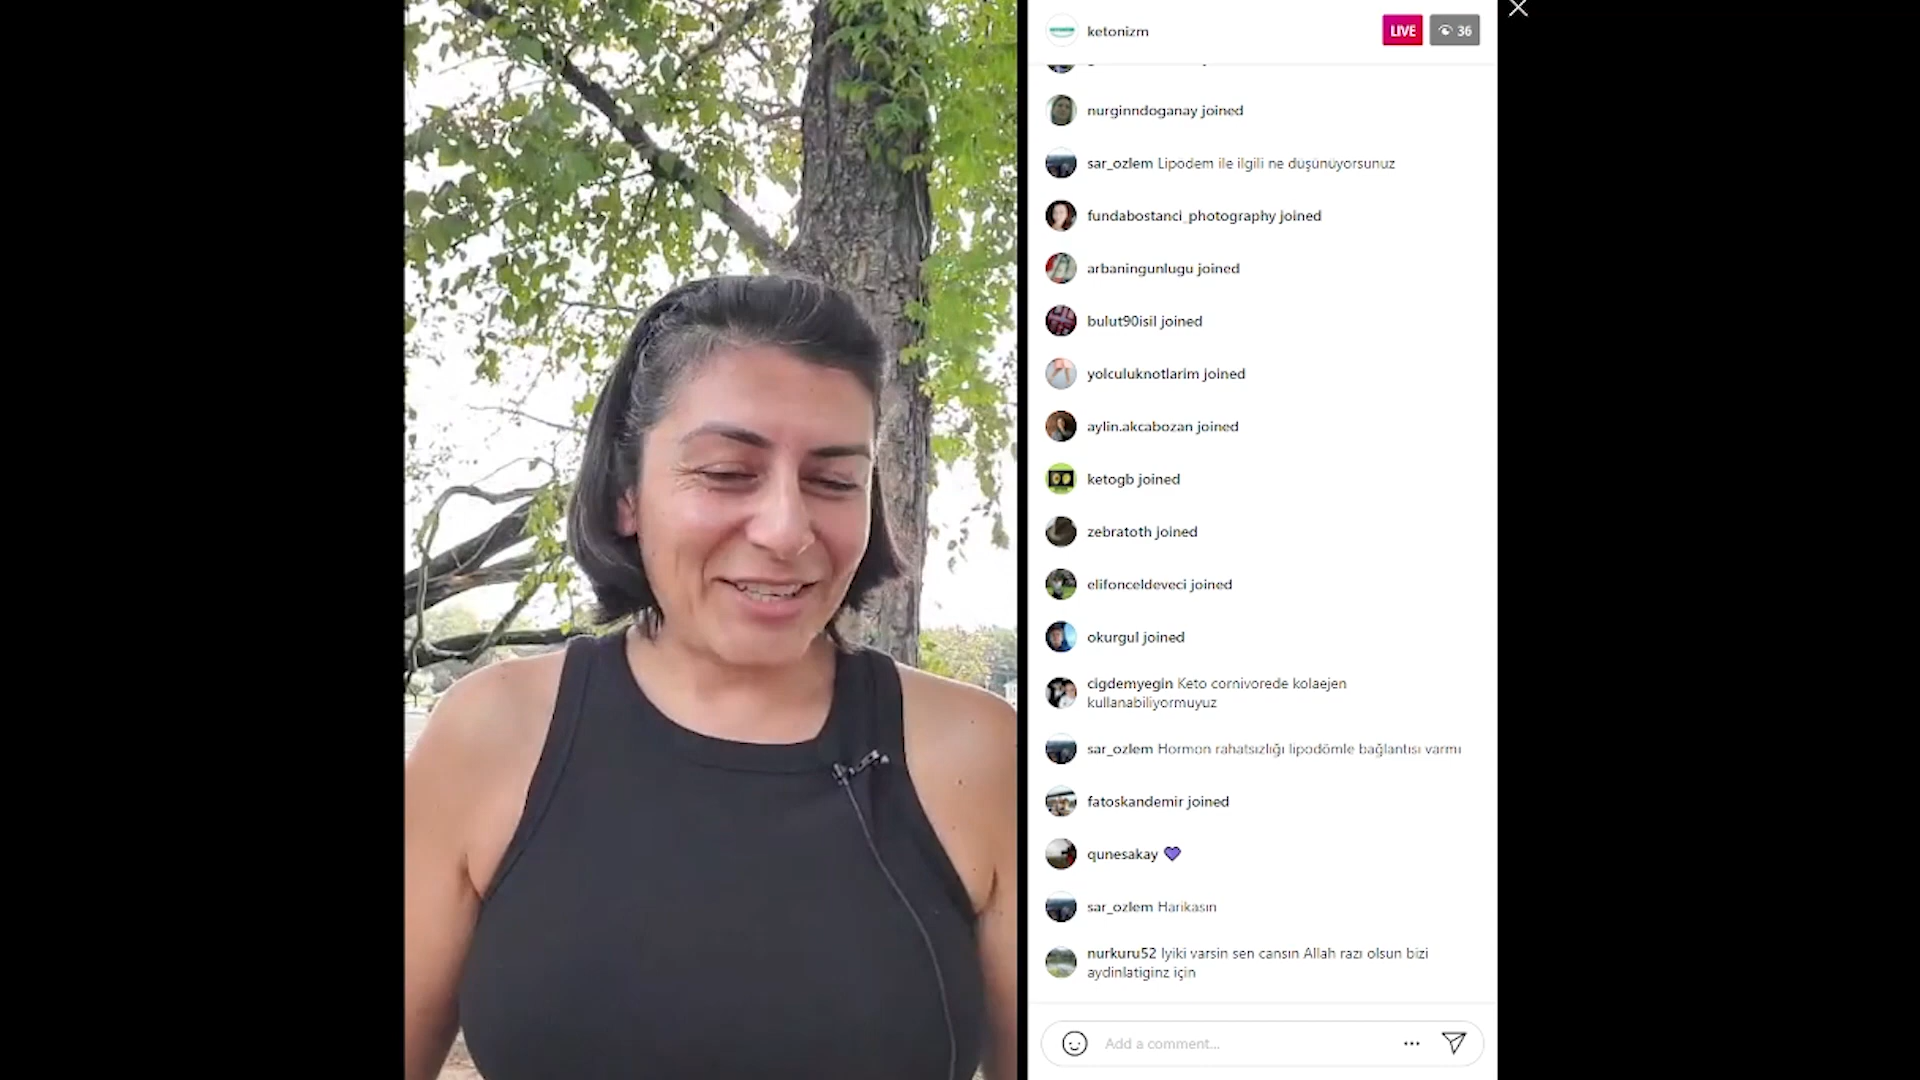 ketonizm
LIVE
36
nurginndoganay joined
sar_ozlem Lipodem ile ilgili ne düşünüyorsunuz
fundabostanci_photography joined
arbaningunlugu joined
bulut90isil joined
yolculuknotlarim joined
aylin.akcabozan joined
ketogb joined
zebratoth joined
elifonceldeveci joined
okurgul joined
cigdemyegin Keto cornivorede kolaejen
kullanabiliyormuyuz
sar_ozlem Hormon rahatsızlığı lipodömle bağlantısı varmı
fatoskandemir joined
qunesakay 💜
sar_ozlem Harikasın
nurkuru52 Iyiki varsin sen cansın Allah razı olsun bizi
aydinlatiginz için
Add a comment...